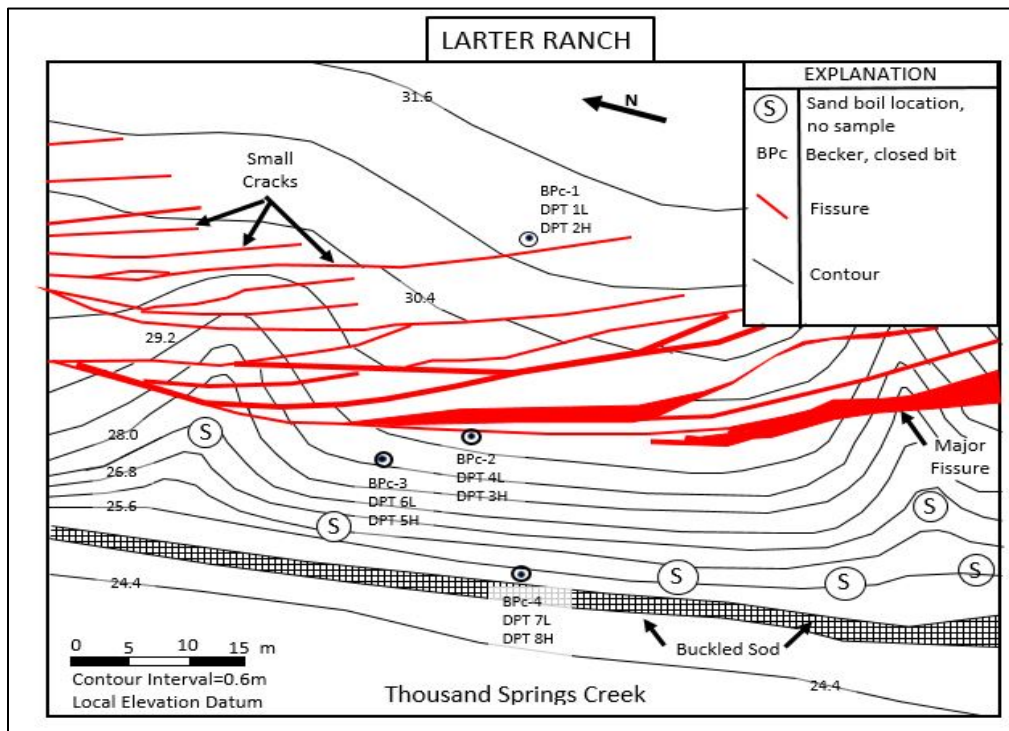 LARTER RANCH
EXPLANATION
S
Sand boil location,
no sample
BPc
Becker, closed bit
Fissure
Contour
31.6
N
Small
Cracks
BPc-1
DPT 1L
DPT 2H
30.4
29.2
28.0
26.8
25.6
24.4
S
BPc-2
DPT 4L
DPT 3H
BPc-3
DPT 6L
DPT 5H
Major
Fissure
S
S
S
S
S
BPc-4
DPT 7L
DPT 8H
Buckled Sod
24.4
0 5 10 15 m
Contour Interval=0.6m
Local Elevation Datum
Thousand Springs Creek